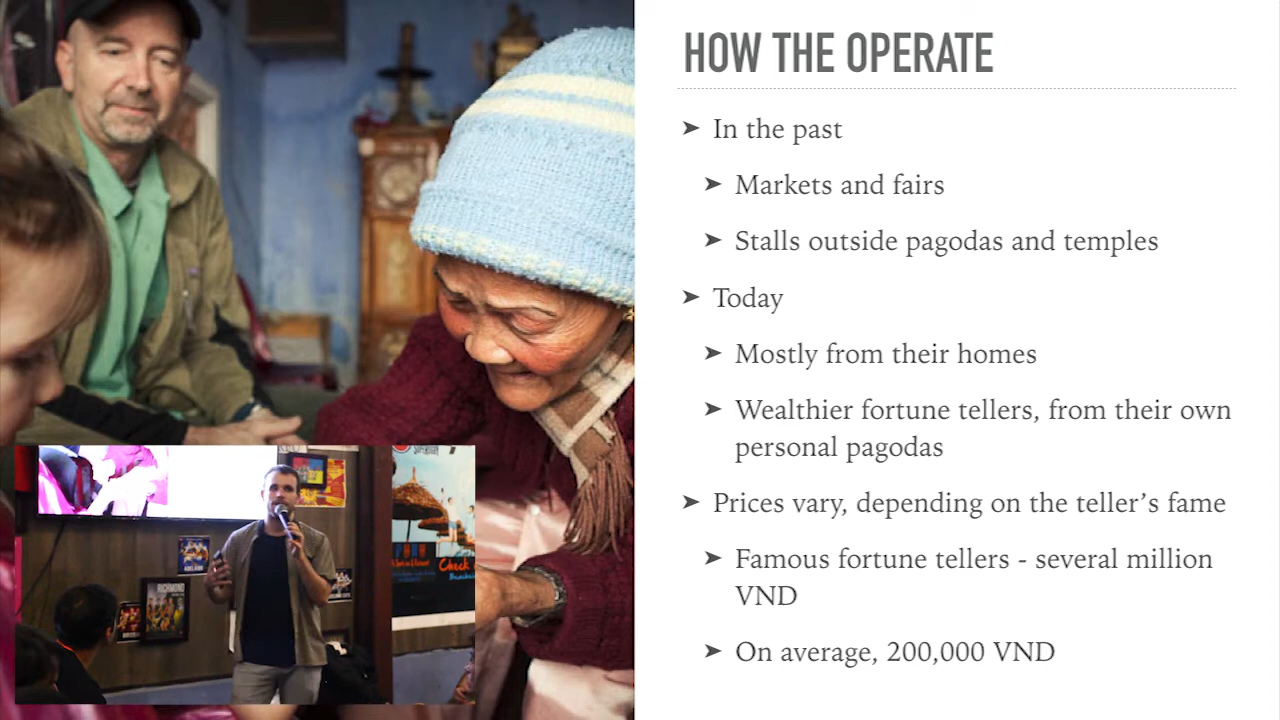 HOW THE OPERATE
➤ In the past
➤ Markets and fairs
➤ Stalls outside pagodas and temples
➤ Today
➤ Mostly from their homes
➤ Wealthier fortune tellers, from their own
personal pagodas
➤ Prices vary, depending on the teller’s fame
➤ Famous fortune tellers - several million
VND
➤ On average, 200,000 VND
ADELAIDE
RICHMOND